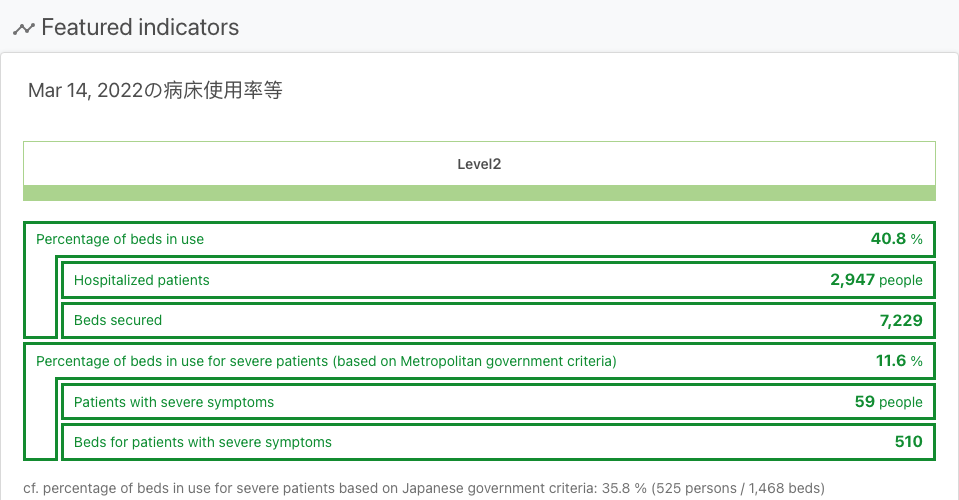 Featured indicators
Mar 14, 2022の病床使用率等
Level2
Percentage of beds in use 40.8 %
Hospitalized patients 2,947 people
Beds secured 7,229
Percentage of beds in use for severe patients (based on Metropolitan government criteria) 11.6 %
Patients with severe symptoms 59 people
Beds for patients with severe symptoms 510
cf. percentage of beds in use for severe patients based on Japanese government criteria: 35.8 % (525 persons / 1,468 beds)